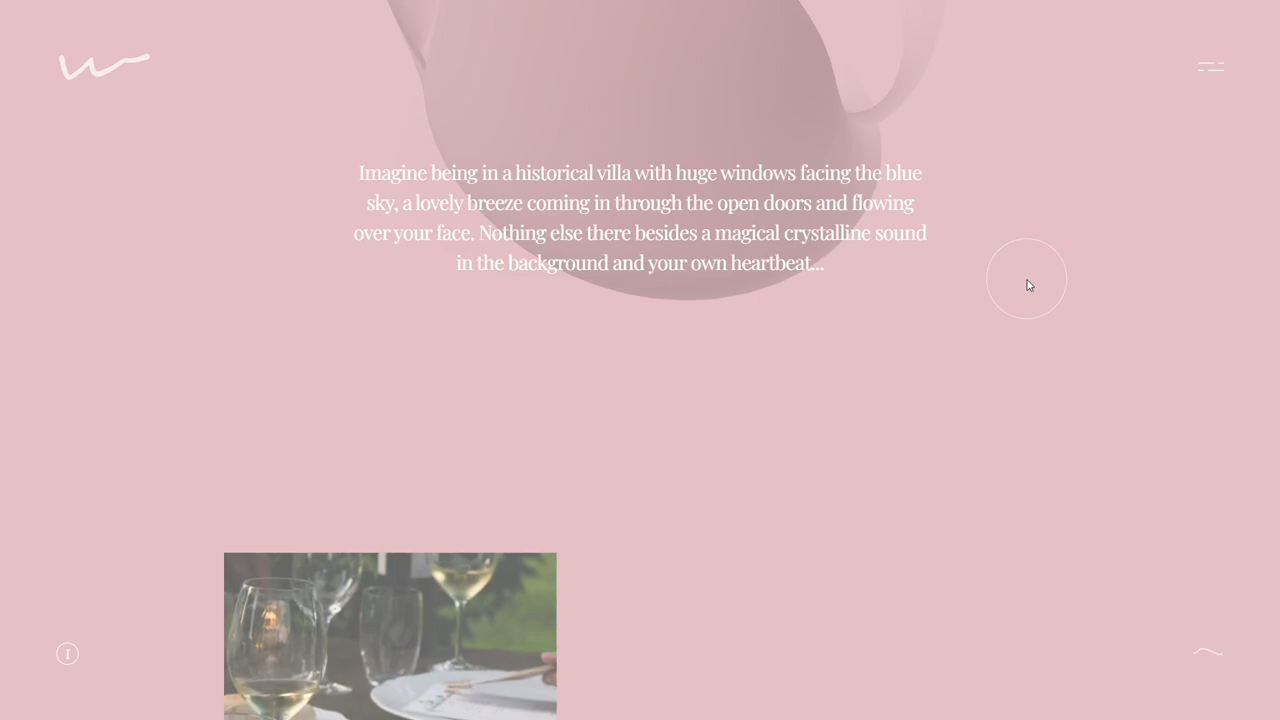 Imagine being in a historical villa with huge windows facing the blue
sky, a lovely breeze coming in through the open doors and flowing
over your face. Nothing else there besides a magical crystalline sound
in the background and your own heartbeat...
I